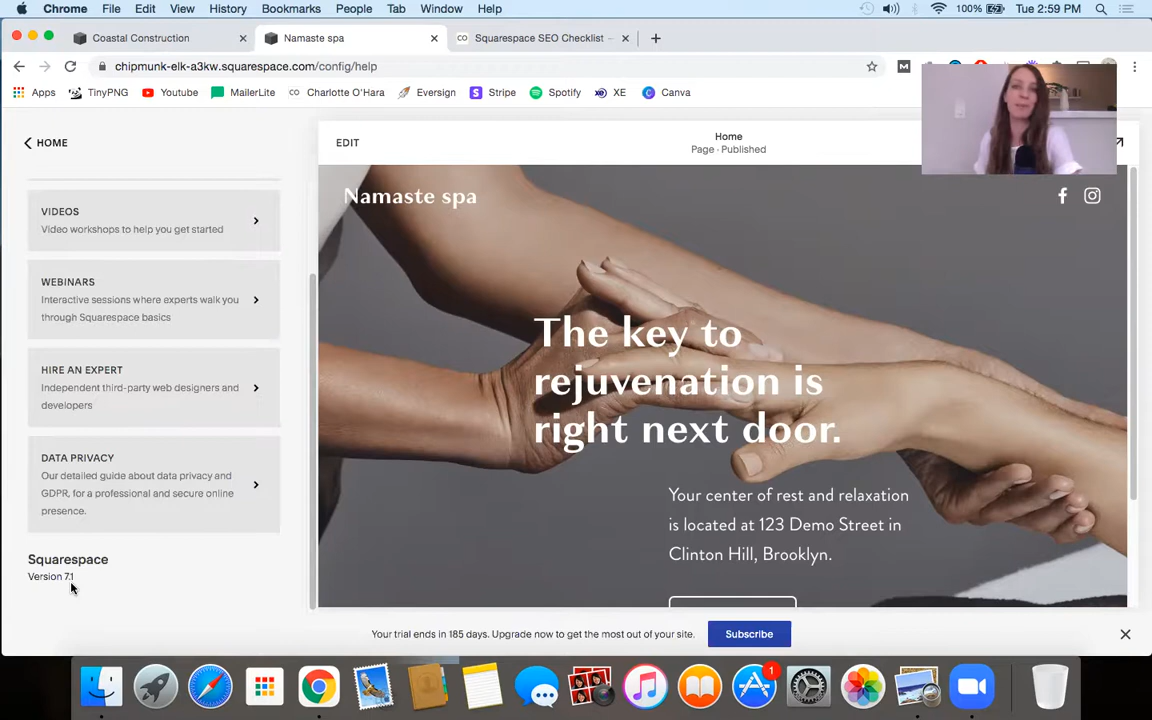 Chrome File Edit View History Bookmarks People Tab Window Help 100% Tue 2:59 PM
Coastal Construction Namaste spa Squarespace SEO Checklist
chipmunk-elk-a3kw.squarespace.com/config/help
Apps TinyPNG Youtube MailerLite CO Charlotte O'Hara Eversign Stripe Spotify XE Canva
HOME
EDIT
Home
Page · Published
VIDEOS
Video workshops to help you get started
WEBINARS
Interactive sessions where experts walk you
through Squarespace basics
HIRE AN EXPERT
Independent third-party web designers and
developers
DATA PRIVACY
Our detailed guide about data privacy and
GDPR, for a professional and secure online
presence.
Squarespace
Version 7.1
Namaste spa
The key to
rejuvenation is
right next door.
Your center of rest and relaxation
is located at 123 Demo Street in
Clinton Hill, Brooklyn.
Your trial ends in 185 days. Upgrade now to get the most out of your site. Subscribe
1